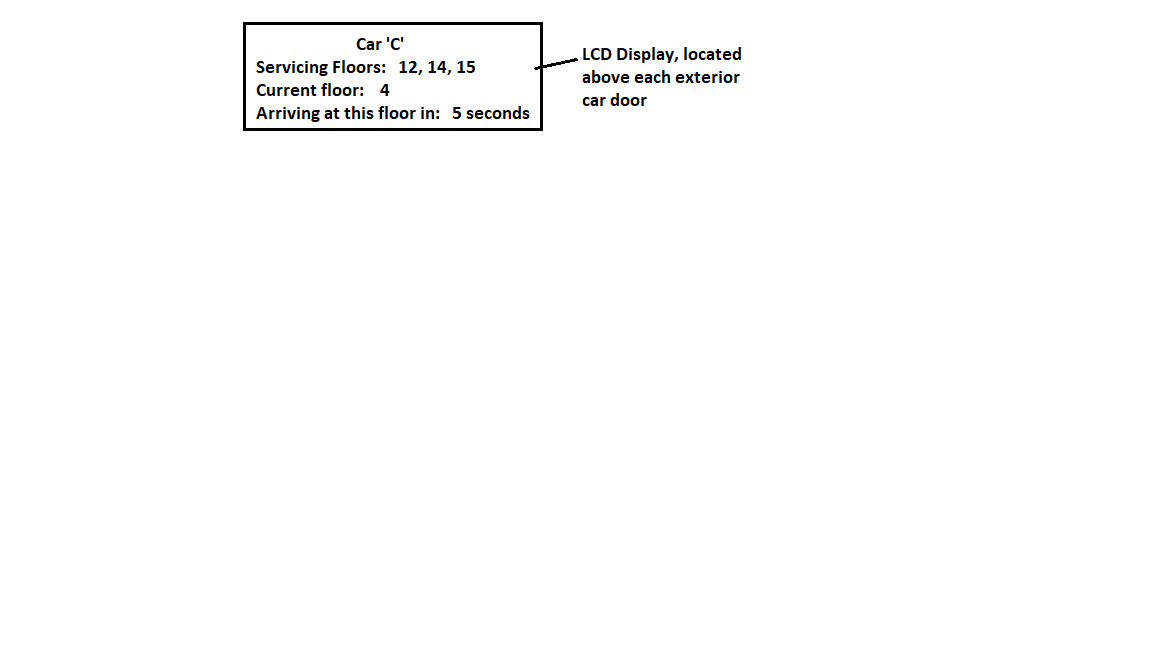 Car 'C'
Servicing Floors: 12, 14, 15
Current floor: 4
Arriving at this floor in: 5 seconds
LCD Display, located
above each exterior
car door